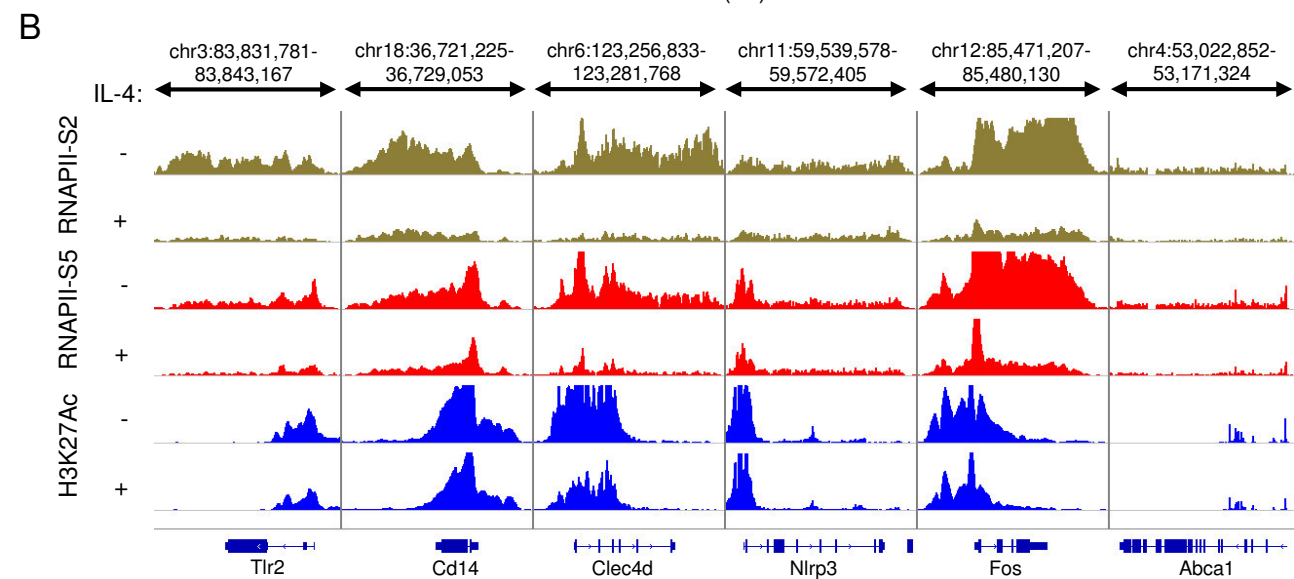 B
chr3:83,831,781-
83,843,167
chr18:36,721,225-
36,729,053
chr6:123,256,833-
123,281,768
chr11:59,539,578-
59,572,405
chr12:85,471,207-
85,480,130
chr4:53,022,852-
53,171,324
IL-4:
RNAPII-S2
-
+
RNAPII-S5
-
+
H3K27Ac
-
+
Tlr2
Cd14
Clec4d
Nlrp3
Fos
Abca1